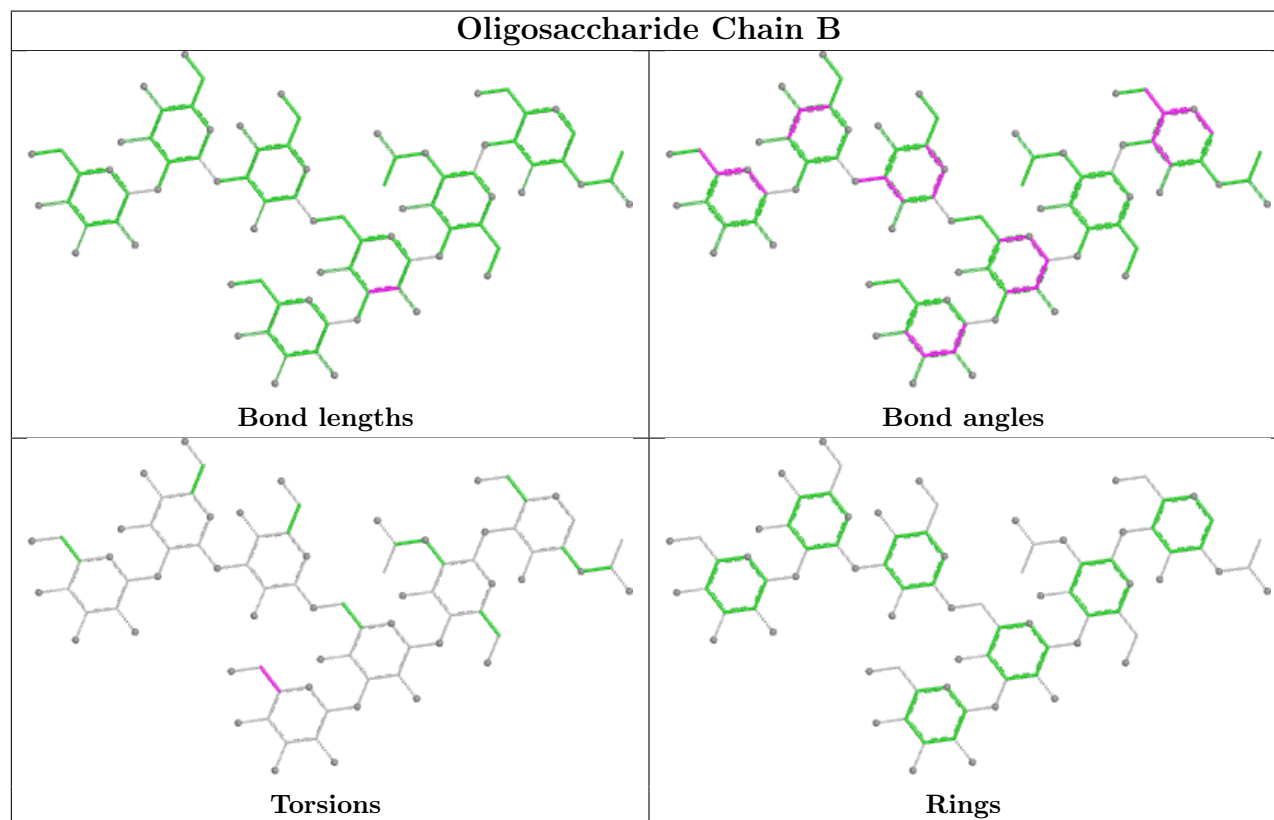 Oligosaccharide Chain B
Bond lengths
Bond angles
Torsions
Rings